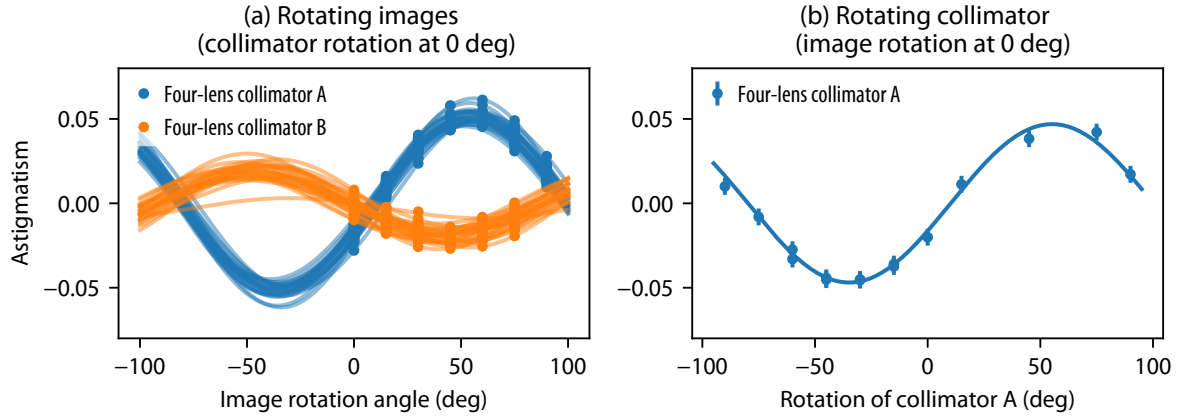 (a) Rotating images
(collimator rotation at 0 deg)
0.05
0.00
−0.05
Astigmatism
Four-lens collimator A
Four-lens collimator B
−100
−50
0
50
100
Image rotation angle (deg)
(b) Rotating collimator
(image rotation at 0 deg)
0.05
0.00
−0.05
Four-lens collimator A
−100
−50
0
50
100
Rotation of collimator A (deg)